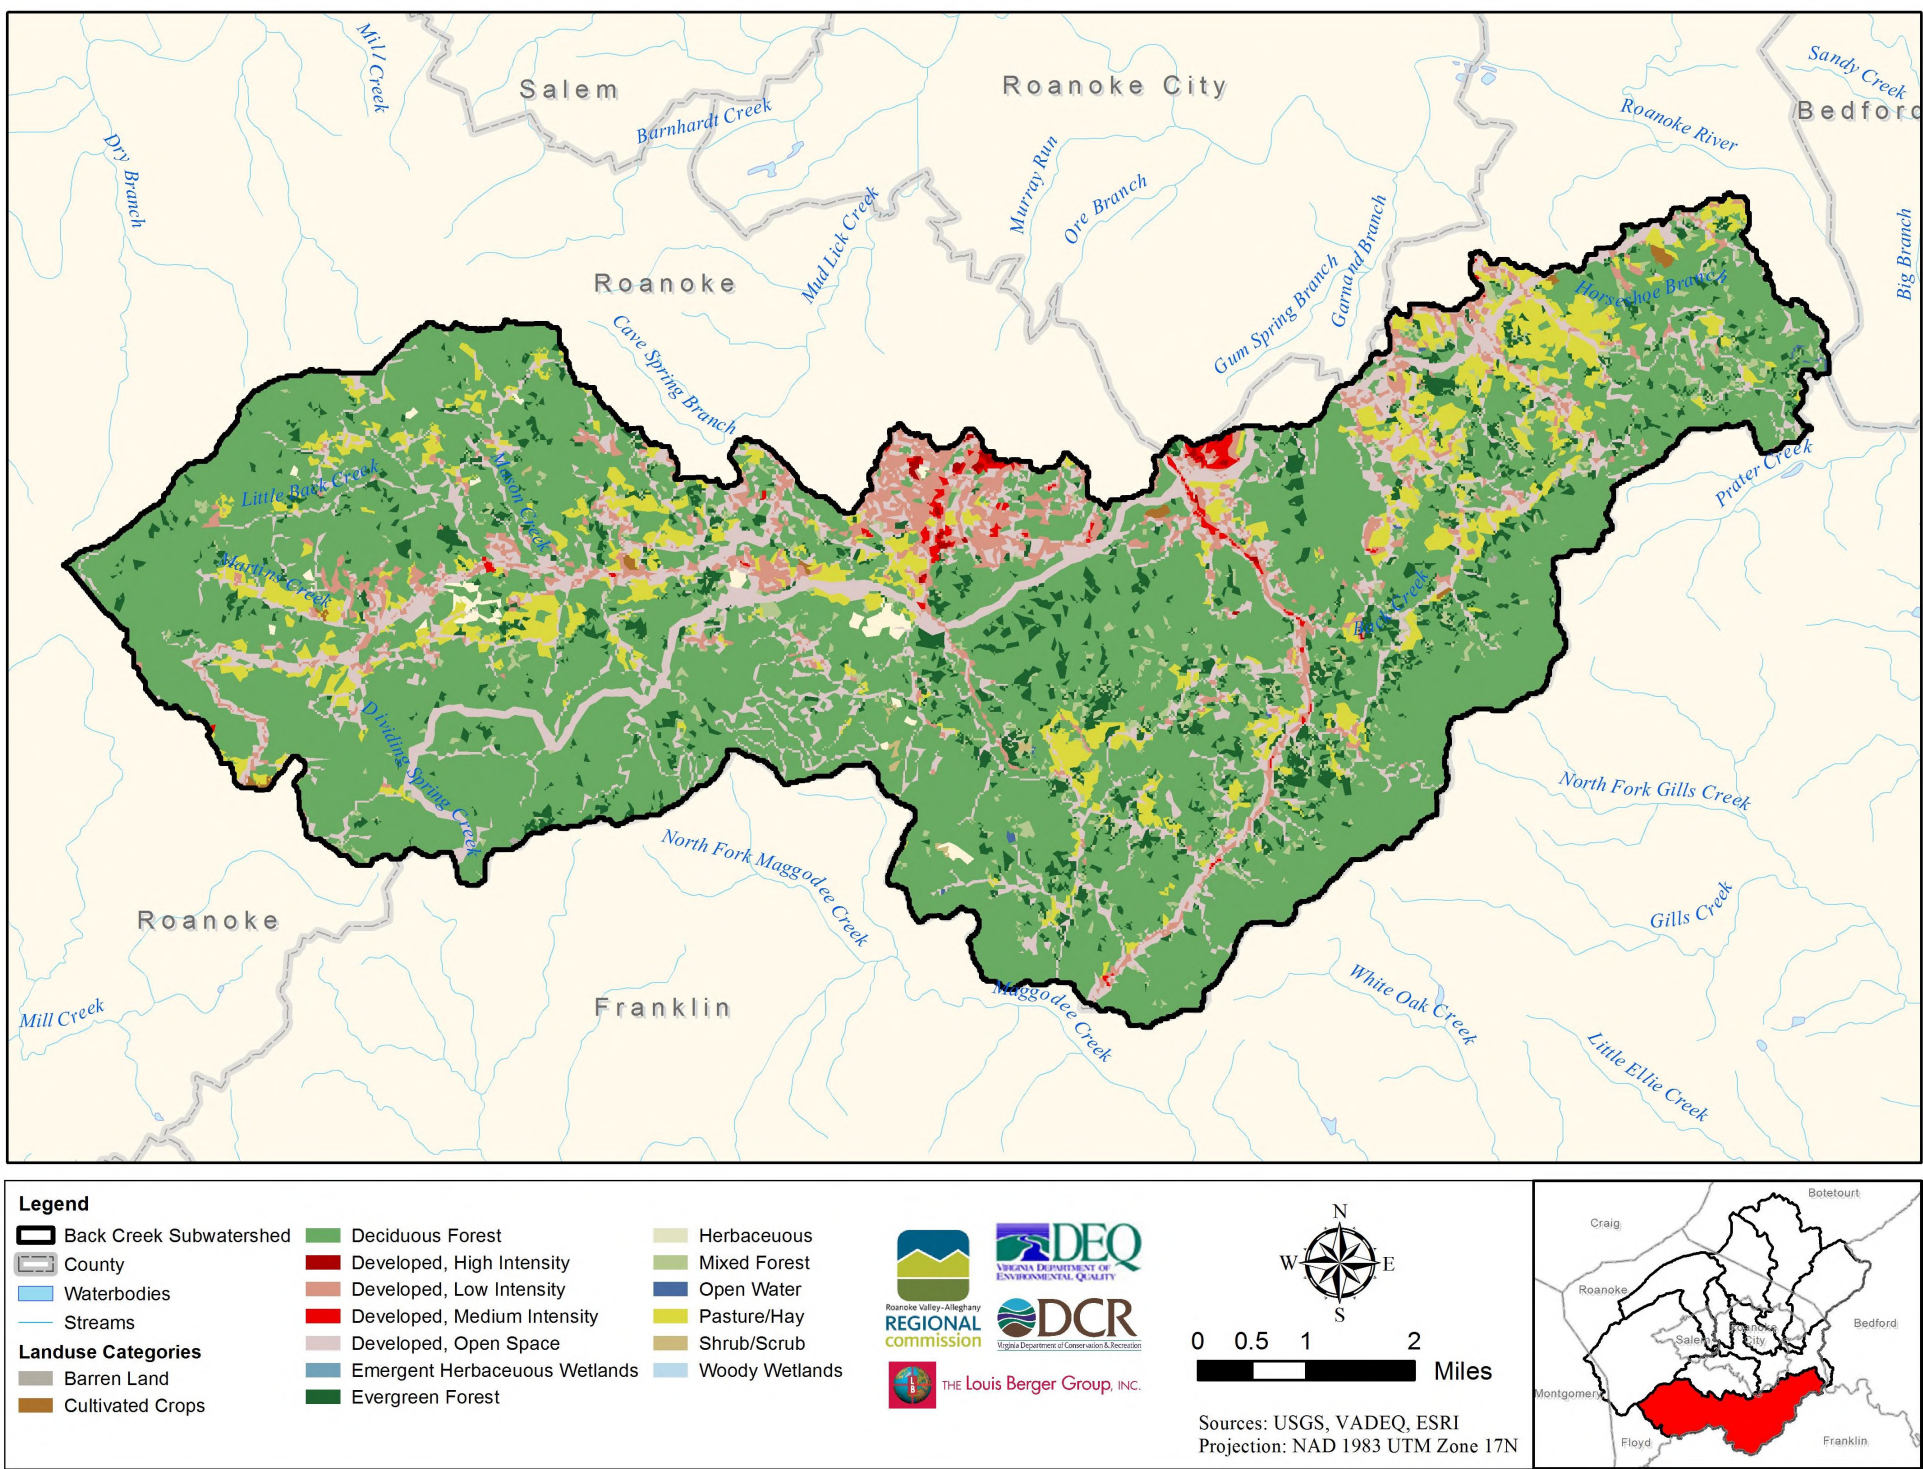 Mill Creek
Salem
Roanoke City
Sandy Creek
Bedford
Barnhardt Creek
Roanoke River
Dry Branch
Murray Run
Ore Branch
Mud Lick Creek
Garnand Branch
Big Branch
Roanoke
Gum Spring Branch
Horseshoe Branch
Cave Spring Branch
Little Back Creek
Mason Creek
Prater Creek
Martins Creek
Back Creek
Dividing Spring Creek
North Fork Gills Creek
North Fork Maggodee Creek
Gills Creek
Roanoke
Franklin
Maggodee Creek
White Oak Creek
Mill Creek
Little Ellie Creek
Legend
Back Creek Subwatershed
County
Waterbodies
Streams
Landuse Categories
Barren Land
Cultivated Crops
Deciduous Forest
Developed, High Intensity
Developed, Low Intensity
Developed, Medium Intensity
Developed, Open Space
Emergent Herbaceuous Wetlands
Evergreen Forest
Herbaceuous
Mixed Forest
Open Water
Pasture/Hay
Shrub/Scrub
Woody Wetlands
Roanoke Valley-Alleghany
REGIONAL
commission
DEQ
VIRGINIA DEPARTMENT OF
ENVIRONMENTAL QUALITY
DCR
Virginia Department of Conservation & Recreation
LB
THE Louis Berger Group, INC.
N
W E
S
0 0.5 1 2
Miles
Sources: USGS, VADEQ, ESRI
Projection: NAD 1983 UTM Zone 17N
Botetourt
Craig
Roanoke
Salem
Roanoke
City
Bedford
Montgomery
Floyd
Franklin